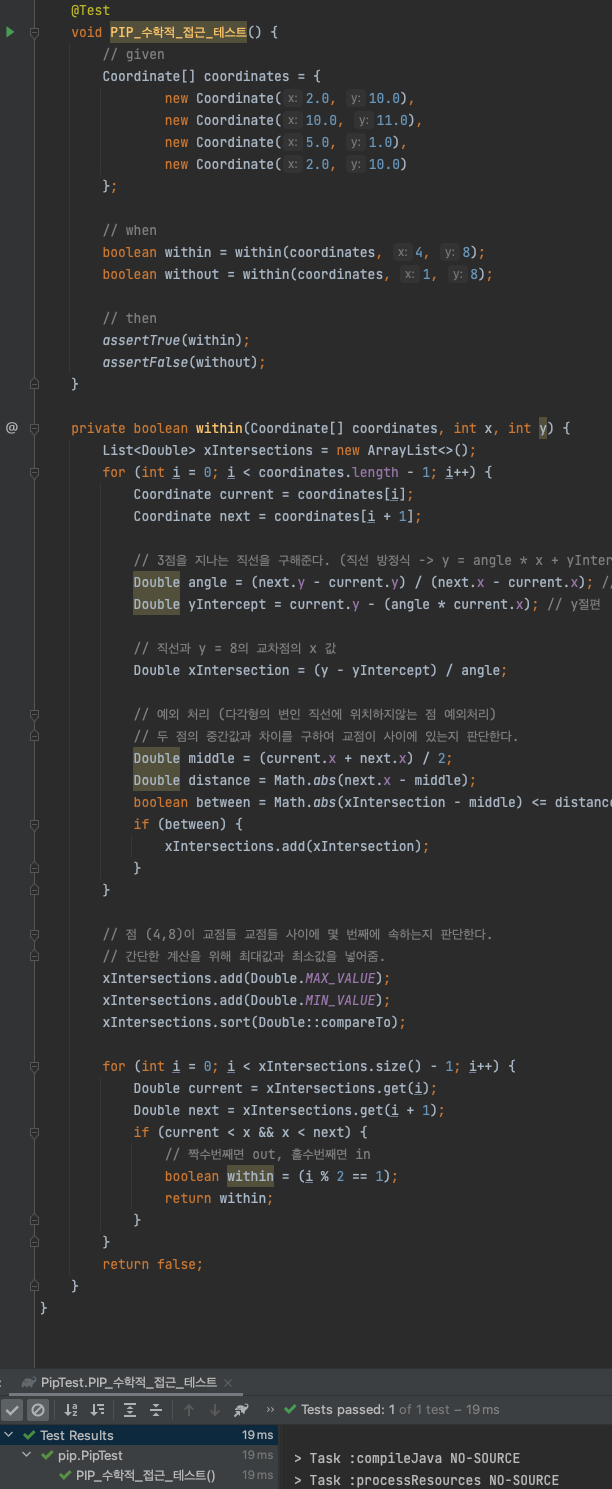 @Test
void PIP_수학적_접근_테스트() {
// given
Coordinate[] coordinates = {
new Coordinate( x: 2.0, y: 10.0),
new Coordinate( x: 10.0, y: 11.0),
new Coordinate( x: 5.0, y: 1.0),
new Coordinate( x: 2.0, y: 10.0)
};
// when
boolean within = within(coordinates, x: 4, y: 8);
boolean without = within(coordinates, x: 1, y: 8);
// then
assertTrue(within);
assertFalse(without);
}
@ private boolean within(Coordinate[] coordinates, int x, int y) {
List<Double> xIntersections = new ArrayList<>();
for (int i = 0; i < coordinates.length - 1; i++) {
Coordinate current = coordinates[i];
Coordinate next = coordinates[i + 1];
// 3점을 지나는 직선을 구해준다. (직선 방정식 -> y = angle * x + yInter
Double angle = (next.y - current.y) / (next.x - current.x); //
Double yIntercept = current.y - (angle * current.x); // y절편
// 직선과 y = 8의 교차점의 x 값
Double xIntersection = (y - yIntercept) / angle;
// 예외 처리 (다각형의 변인 직선에 위치하지않는 점 예외처리)
// 두 점의 중간값과 차이를 구하여 교점이 사이에 있는지 판단한다.
Double middle = (current.x + next.x) / 2;
Double distance = Math.abs(next.x - middle);
boolean between = Math.abs(xIntersection - middle) <= distanc
if (between) {
xIntersections.add(xIntersection);
}
}
// 점 (4,8)이 교점들 교점들 사이에 몇 번째에 속하는지 판단한다.
// 간단한 계산을 위해 최대값과 최소값을 넣어줌.
xIntersections.add(Double.MAX_VALUE);
xIntersections.add(Double.MIN_VALUE);
xIntersections.sort(Double::compareTo);
for (int i = 0; i < xIntersections.size() - 1; i++) {
Double current = xIntersections.get(i);
Double next = xIntersections.get(i + 1);
if (current < x && x < next) {
// 짝수번째면 out, 홀수번째면 in
boolean within = (i % 2 == 1);
return within;
}
}
return false;
}
}
: PipTest.PIP_수학적_접근_테스트 ×
» Tests passed: 1 of 1 test – 19 ms
Test Results 19 ms
pip.PipTest 19 ms
PIP_수학적_접근_테스트() 19 ms
> Task :compileJava NO-SOURCE
> Task :processResources NO-SOURCE